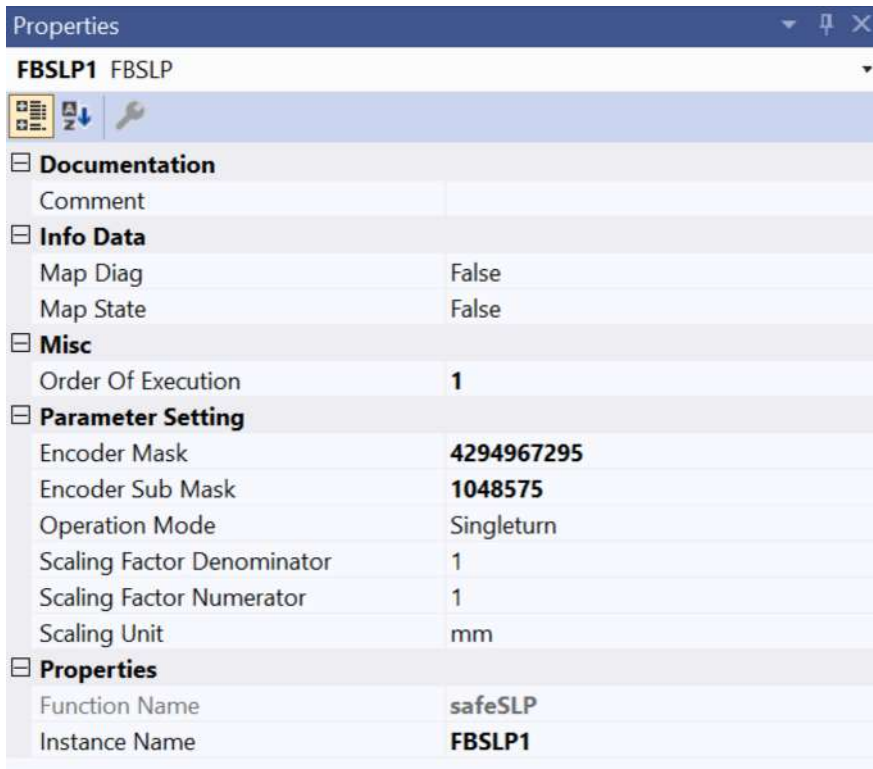 Properties
FBSLP1 FBSLP
Documentation
Comment
Info Data
Map Diag False
Map State False
Misc
Order Of Execution 1
Parameter Setting
Encoder Mask 4294967295
Encoder Sub Mask 1048575
Operation Mode Singleturn
Scaling Factor Denominator 1
Scaling Factor Numerator 1
Scaling Unit mm
Properties
Function Name safeSLP
Instance Name FBSLP1